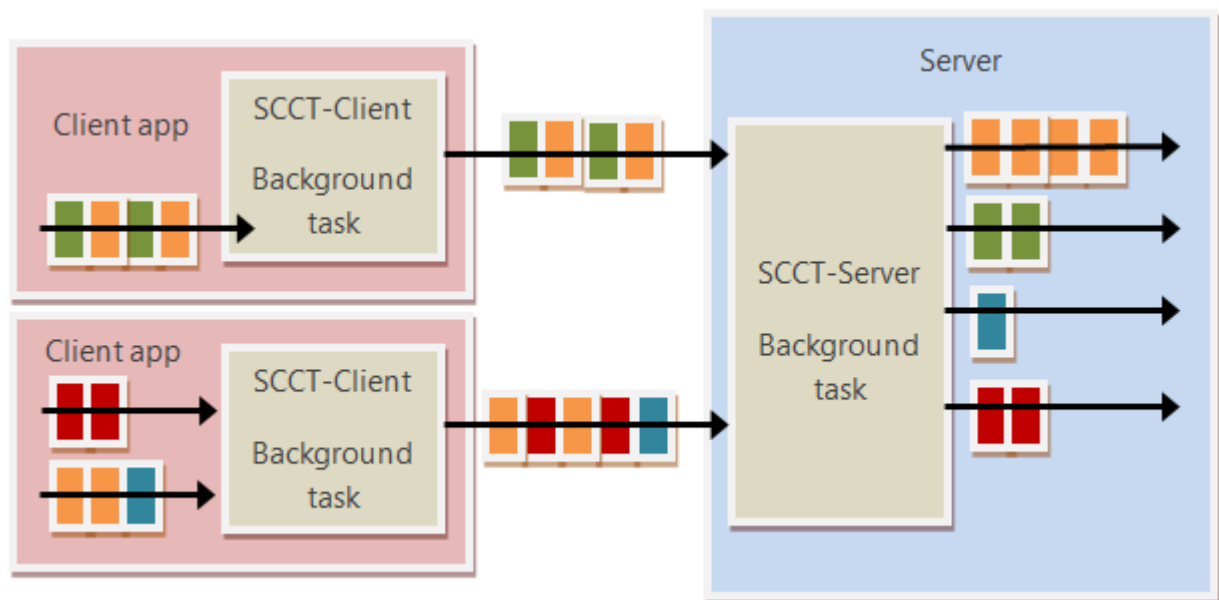 Client app
SCCT-Client
Background
task
Client app
SCCT-Client
Background
task
Server
SCCT-Server
Background
task